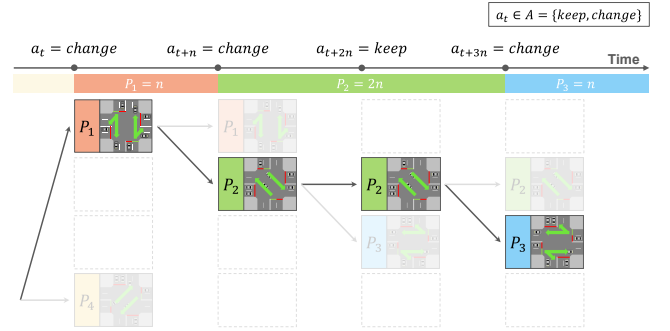 a_t ∈ A = {keep, change}
a_t = change a_{t+n} = change a_{t+2n} = keep a_{t+3n} = change
Time
P_1 = n P_2 = 2n P_3 = n
P_1 P_1
P_2 P_2 P_2
P_3 P_3
P_4